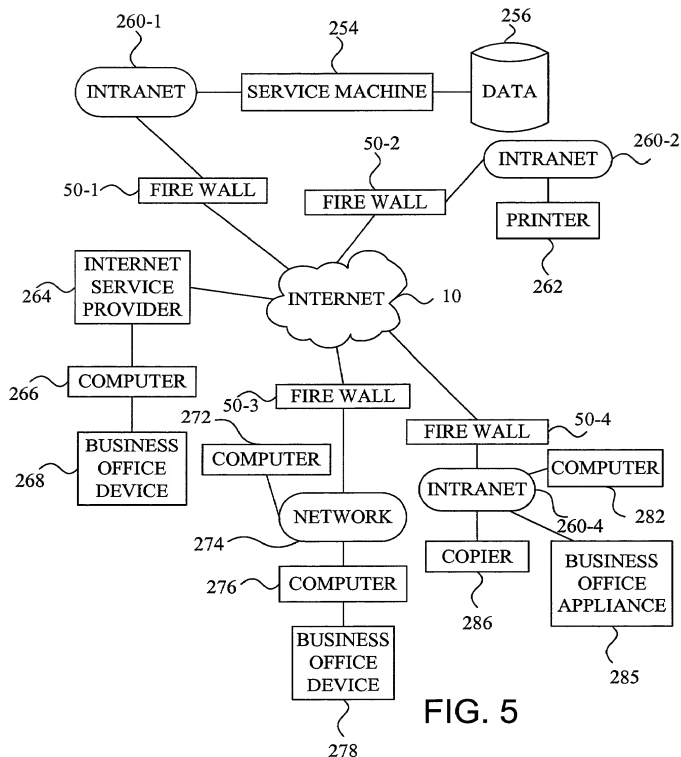 260-1
254
256
INTRANET
SERVICE MACHINE
DATA
50-2
260-2
INTRANET
50-1
FIRE WALL
FIRE WALL
PRINTER
262
INTERNET
SERVICE
PROVIDER
264
INTERNET
10
266
COMPUTER
50-3
FIRE WALL
272
50-4
FIRE WALL
268
BUSINESS
OFFICE
DEVICE
COMPUTER
COMPUTER
282
INTRANET
260-4
NETWORK
274
COPIER
286
BUSINESS
OFFICE
APPLIANCE
285
276
COMPUTER
BUSINESS
OFFICE
DEVICE
278
FIG. 5